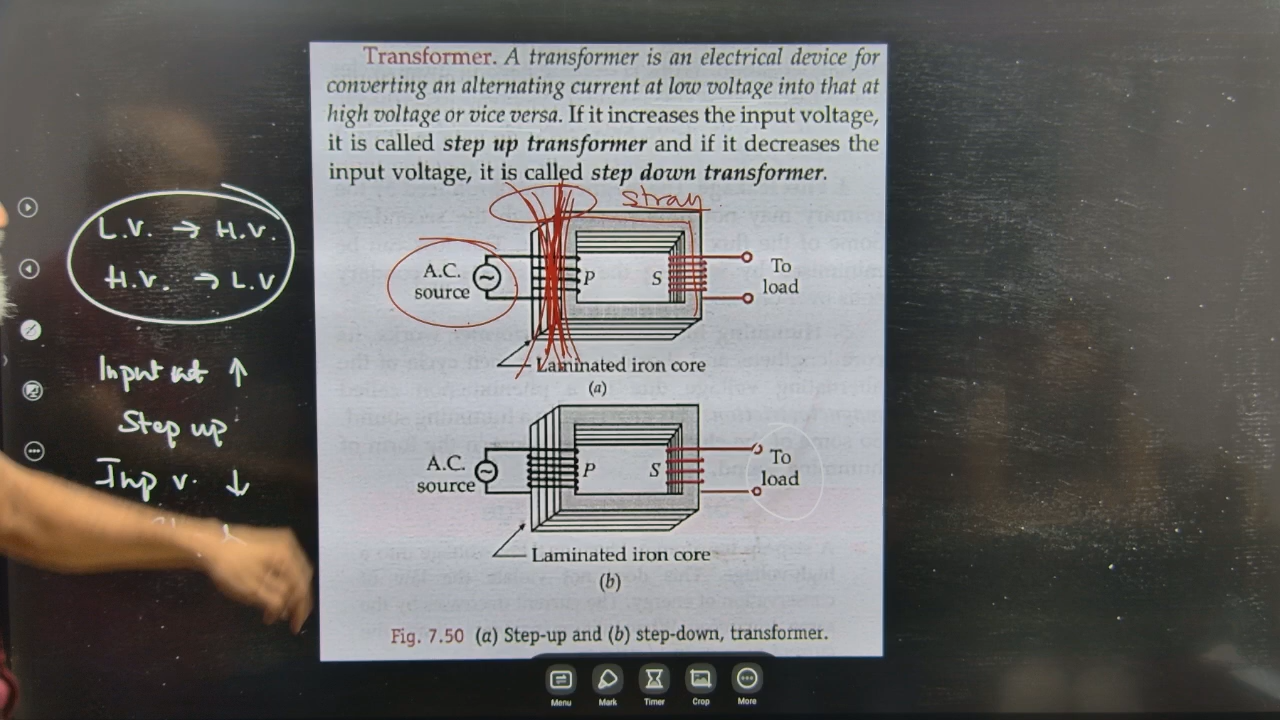 Transformer. A transformer is an electrical device for
converting an alternating current at low voltage into that at
high voltage or vice versa. If it increases the input voltage,
it is called step up transformer and if it decreases the
input voltage, it is called step down transformer.
L.V. → H.V.
H.V. → L.V
Input ↑
Step up
Inp v. ↓
stray
A.C.
source
P
S
To
load
Laminated iron core
(a)
A.C.
source
P
S
To
load
Laminated iron core
(b)
Fig. 7.50 (a) Step-up and (b) step-down, transformer.
Menu
Mark
Timer
Crop
More